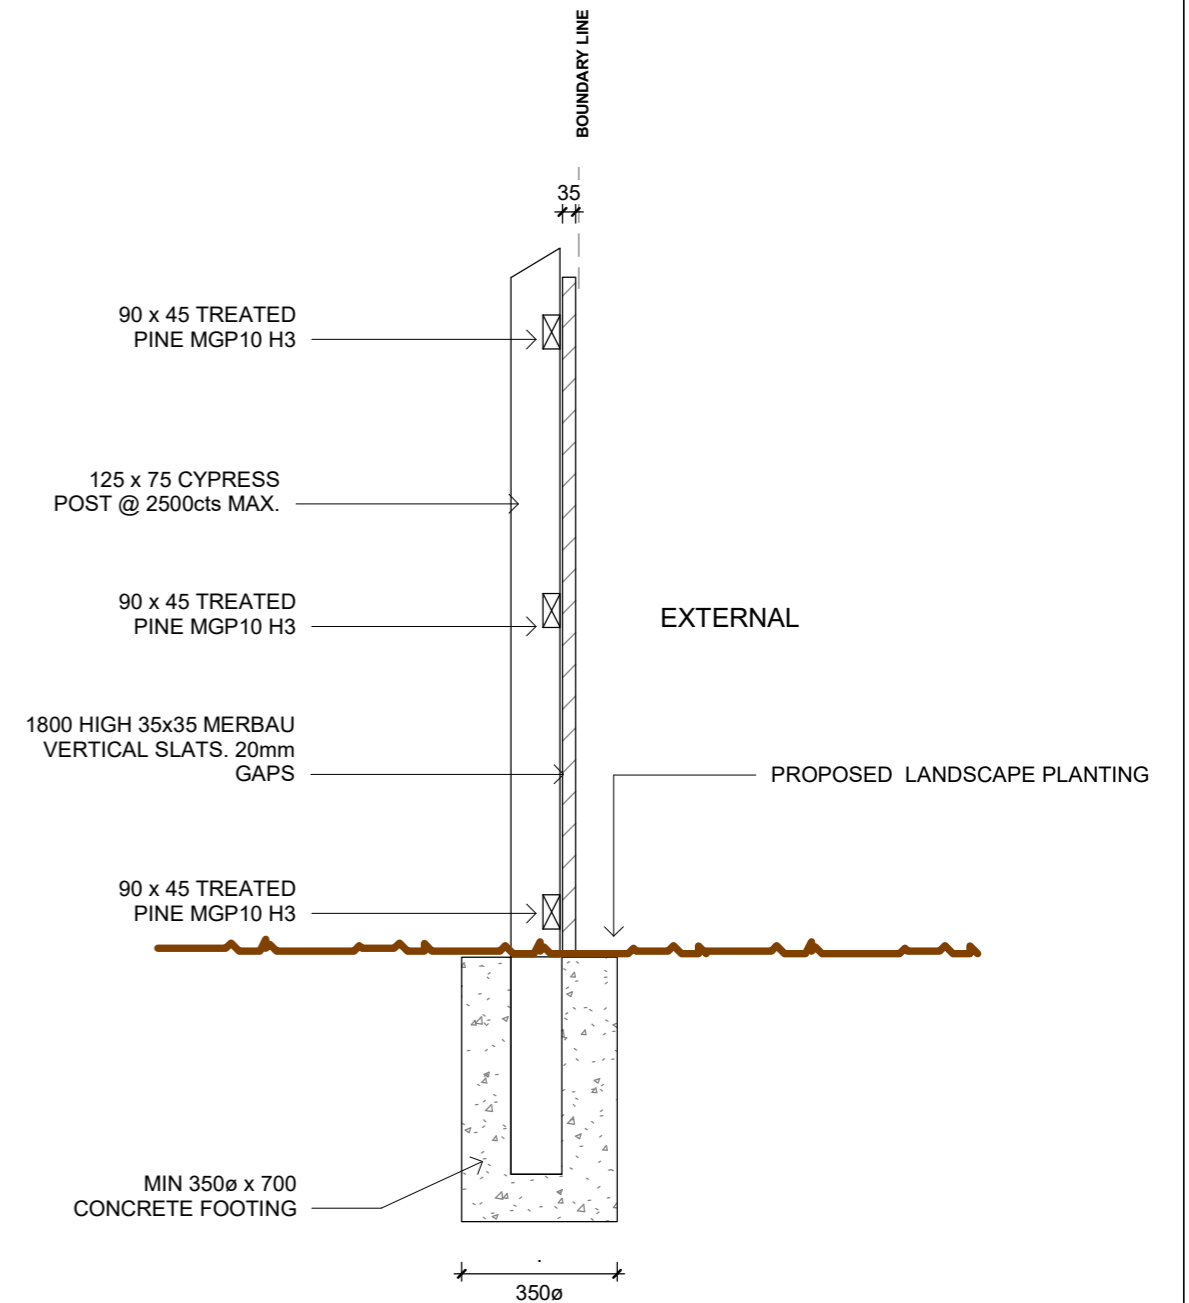 BOUNDARY LINE
35
90 x 45 TREATED
PINE MGP10 H3
125 x 75 CYPRESS
POST @ 2500cts MAX.
90 x 45 TREATED
PINE MGP10 H3
EXTERNAL
1800 HIGH 35x35 MERBAU
VERTICAL SLATS. 20mm
GAPS
PROPOSED LANDSCAPE PLANTING
90 x 45 TREATED
PINE MGP10 H3
MIN 350ø x 700
CONCRETE FOOTING
350ø